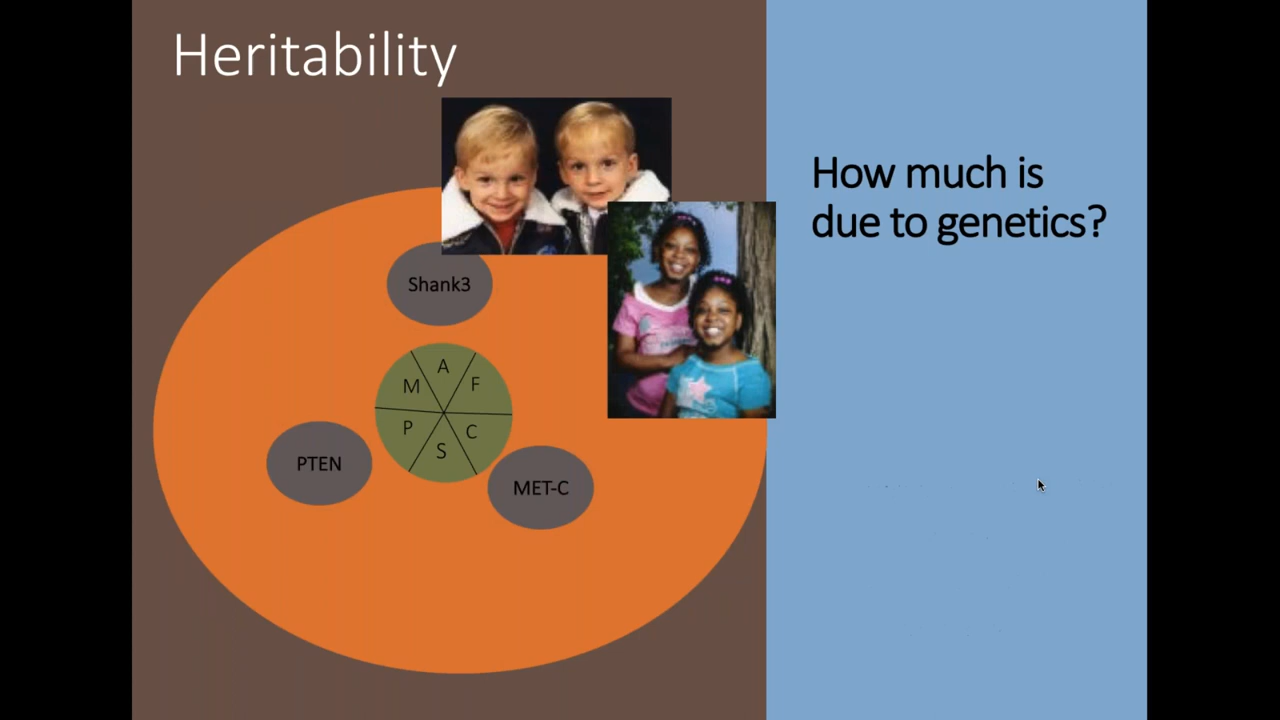 Heritability
How much is
due to genetics?
Shank3
A
M
F
P
C
S
PTEN
MET-C